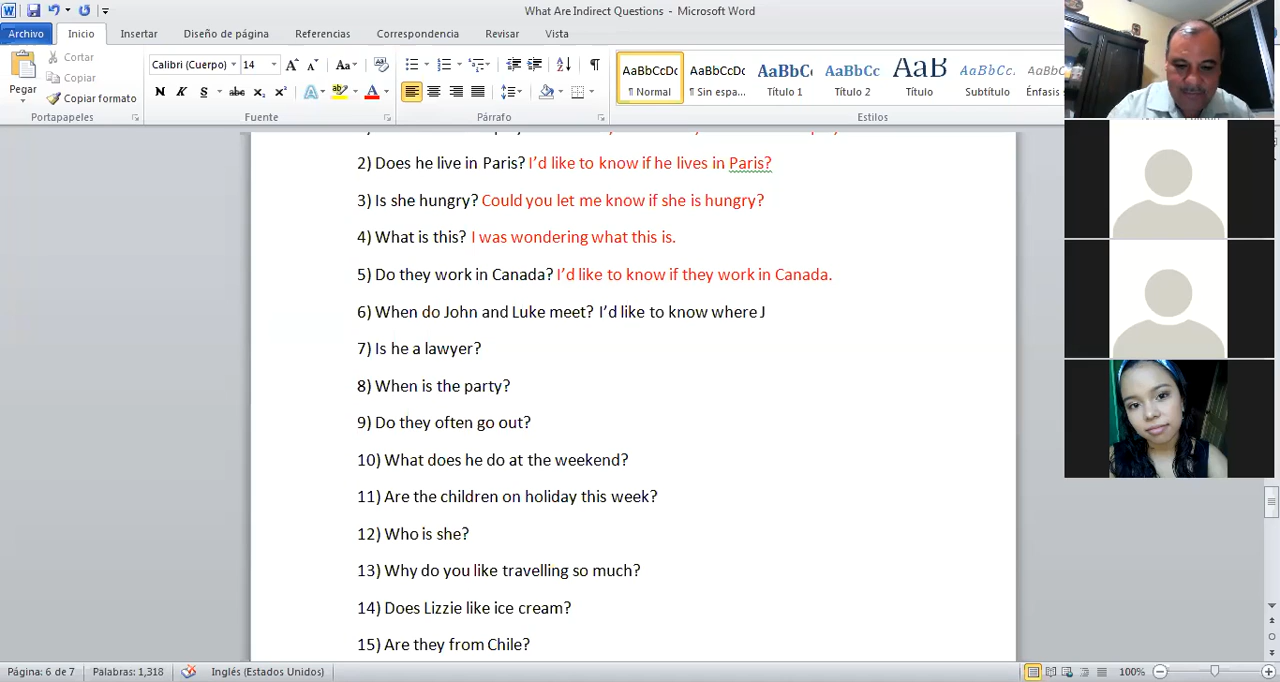 What Are Indirect Questions - Microsoft Word
Archivo Inicio Insertar Diseño de página Referencias Correspondencia Revisar Vista
Pegar
Cortar
Copiar
Copiar formato
Portapapeles
Calibri (Cuerpo) 14
Fuente
Párrafo
AaBbCcDc AaBbCcDc AaBbCc AaBbCc AaB AaBbCc AaBbCc
¶ Normal ¶ Sin espa... Título 1 Título 2 Título Subtítulo Énfasis
Estilos
2) Does he live in Paris? I'd like to know if he lives in Paris?
3) Is she hungry? Could you let me know if she is hungry?
4) What is this? I was wondering what this is.
5) Do they work in Canada? I'd like to know if they work in Canada.
6) When do John and Luke meet? I'd like to know where J
7) Is he a lawyer?
8) When is the party?
9) Do they often go out?
10) What does he do at the weekend?
11) Are the children on holiday this week?
12) Who is she?
13) Why do you like travelling so much?
14) Does Lizzie like ice cream?
15) Are they from Chile?
Página: 6 de 7 Palabras: 1,318 Inglés (Estados Unidos) 100%